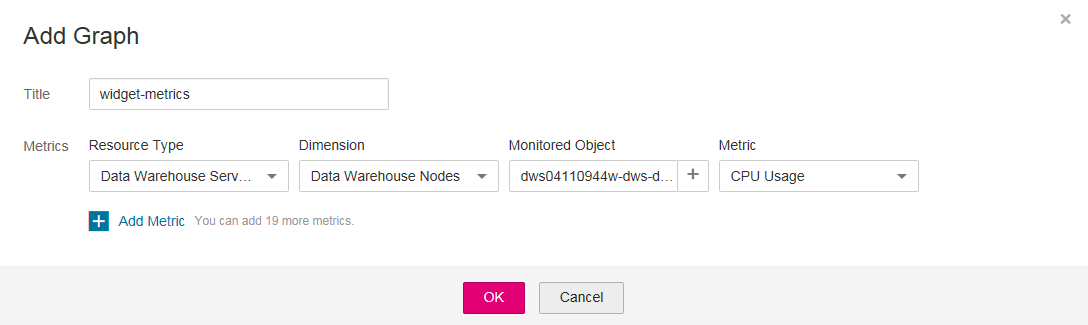 Add Graph
Title
widget-metrics
Metrics Resource Type Dimension Monitored Object Metric
Data Warehouse Serv... Data Warehouse Nodes dws04110944w-dws-d... CPU Usage
Add Metric You can add 19 more metrics.
OK Cancel